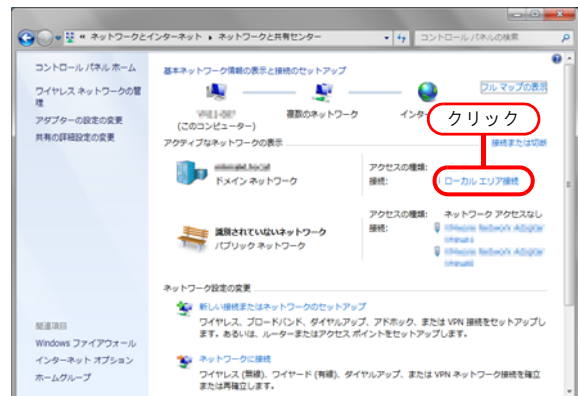 « ネットワークとインターネット ▸ ネットワークと共有センター
コントロール パネルの検索
コントロール パネル ホーム
ワイヤレス ネットワークの管
理
アダプターの設定の変更
共有の詳細設定の変更
関連項目
Windows ファイアウォール
インターネット オプション
ホームグループ
基本ネットワーク情報の表示と接続のセットアップ
フル マップの表示
(このコンピューター)
複数のネットワーク
インタ
クリック
アクティブなネットワークの表示
接続または切断
ドメイン ネットワーク
アクセスの種類:
接続:
ローカル エリア接続
識別されていないネットワーク
パブリック ネットワーク
アクセスの種類: ネットワーク アクセスなし
接続:
ネットワーク設定の変更
新しい接続またはネットワークのセットアップ
ワイヤレス、ブロードバンド、ダイヤルアップ、アドホック、または VPN 接続をセットアップし
ます。あるいは、ルーターまたはアクセス ポイントをセットアップします。
ネットワークに接続
ワイヤレス (無線)、ワイヤード (有線)、ダイヤルアップ、または VPN ネットワーク接続を確立
または再確立します。